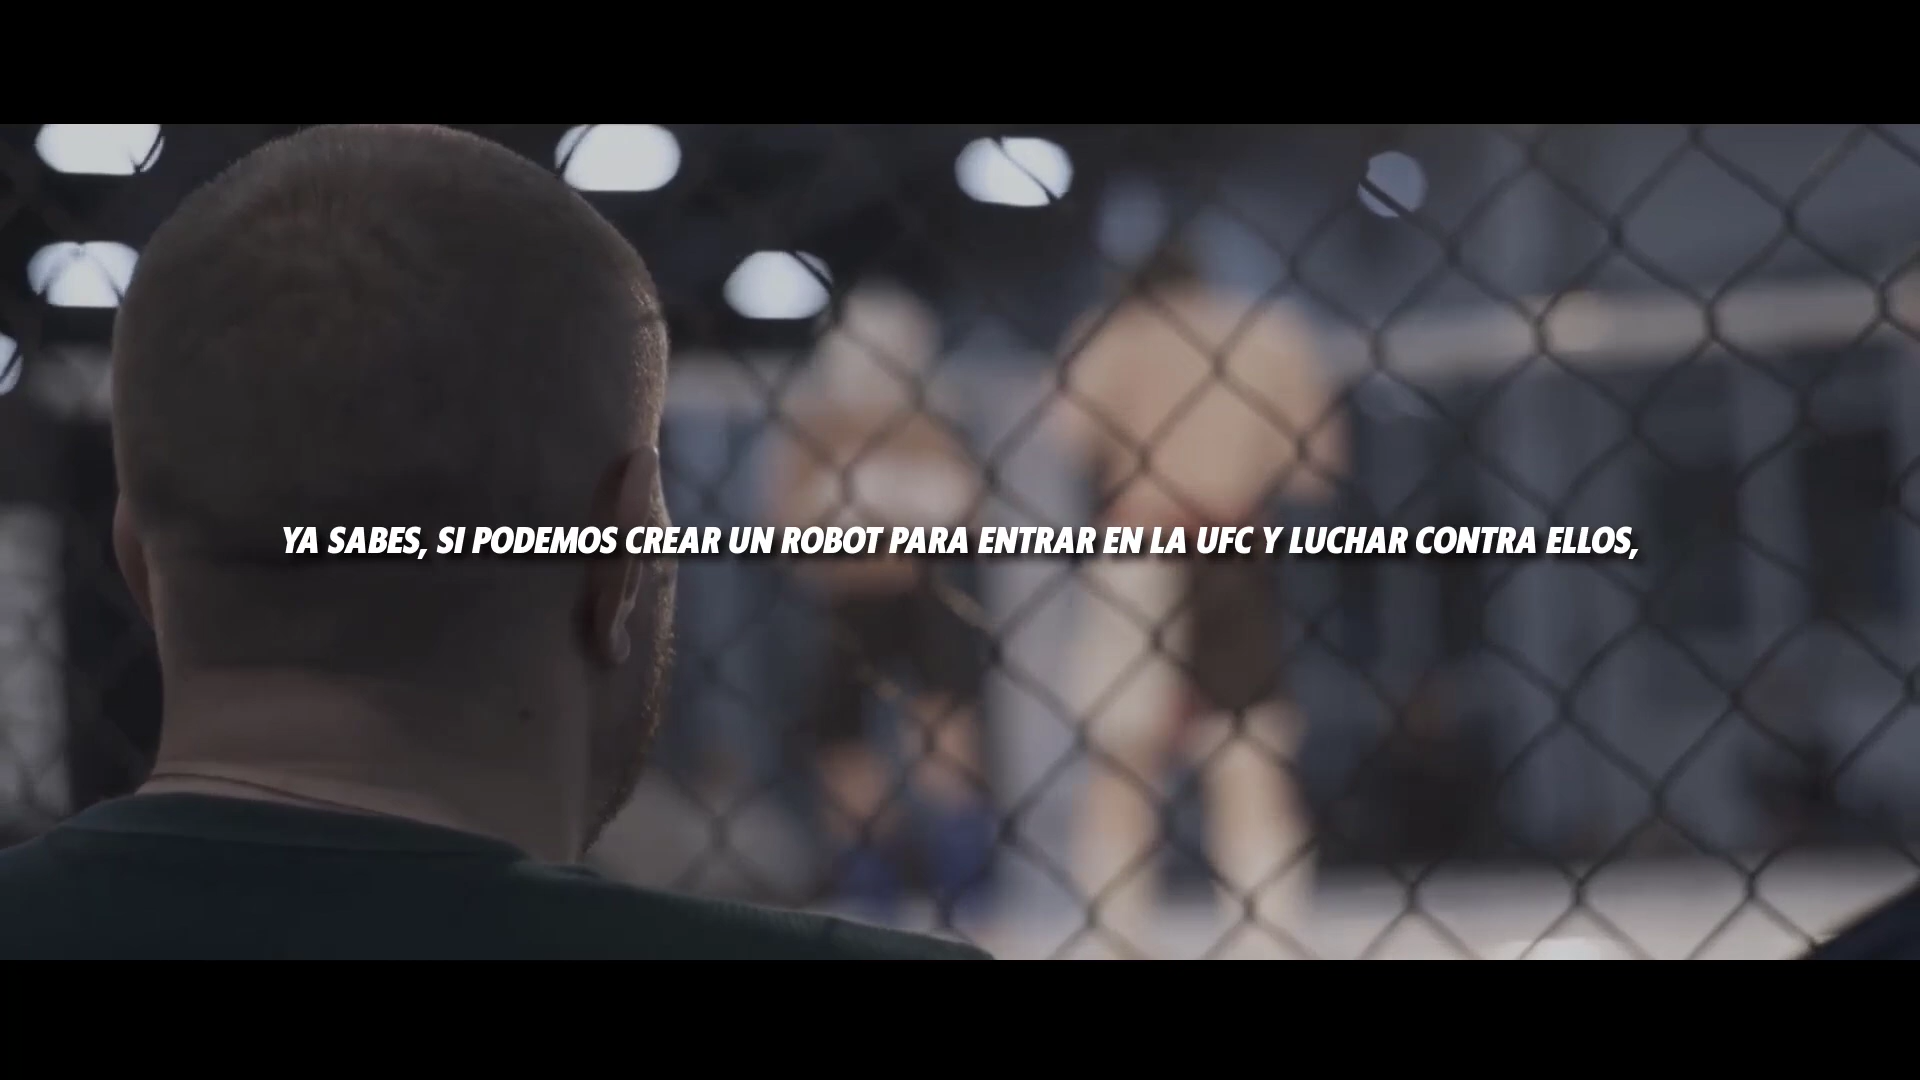 YA SABES, SI PODEMOS CREAR UN ROBOT PARA ENTRAR EN LA UFC Y LUCHAR CONTRA ELLOS,